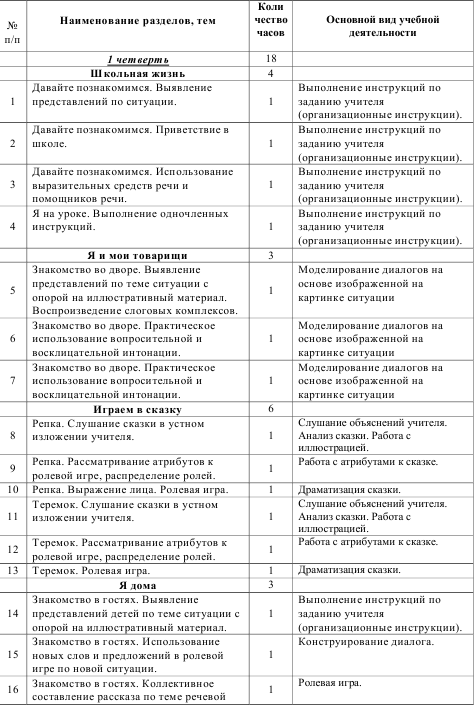 № п/п
Наименование разделов, тем
Коли чество часов
Основной вид учебной деятельности
1 четверть 18
Школьная жизнь 4
1
Давайте познакомимся. Выявление
представлений по ситуации.
1
Выполнение инструкций по
заданию учителя
(организационные инструкции).
2
Давайте познакомимся. Приветствие в
школе.
1
Выполнение инструкций по
заданию учителя
(организационные инструкции).
3
Давайте познакомимся. Использование
выразительных средств речи и
помощников речи.
1
Выполнение инструкций по
заданию учителя
(организационные инструкции).
4
Я на уроке. Выполнение одночленных
инструкций.
1
Выполнение инструкций по
заданию учителя
(организационные инструкции).
Я и мои товарищи 3
5
Знакомство во дворе. Выявление
представлений по теме ситуации с
опорой на иллюстративный материал.
Воспроизведение слоговых комплексов.
1
Моделирование диалогов на
основе изображенной на
картинке ситуации
6
Знакомство во дворе. Практическое
использование вопросительной и
восклицательной интонации.
1
Моделирование диалогов на
основе изображенной на
картинке ситуации
7
Знакомство во дворе. Практическое
использование вопросительной и
восклицательной интонации.
1
Моделирование диалогов на
основе изображенной на
картинке ситуации
Играем в сказку 6
8
Репка. Слушание сказки в устном
изложении учителя.
1
Слушание объяснений учителя.
Анализ сказки. Работа с
иллюстрацией.
9
Репка. Рассматривание атрибутов к
ролевой игре, распределение ролей.
1
Работа с атрибутами к сказке.
10 Репка. Выражение лица. Ролевая игра. 1 Драматизация сказки.
11
Теремок. Слушание сказки в устном
изложении учителя.
1
Слушание объяснений учителя.
Анализ сказки. Работа с
иллюстрацией.
12
Теремок. Рассматривание атрибутов к
ролевой игре, распределение ролей.
1
Работа с атрибутами к сказке.
13 Теремок. Ролевая игра. 1 Драматизация сказки.
Я дома 3
14
Знакомство в гостях. Выявление
представлений детей по теме ситуации с
опорой на иллюстративный материал.
1
Выполнение инструкций по
заданию учителя
(организационные инструкции).
15
Знакомство в гостях. Использование
новых слов и предложений в ролевой
игре по новой ситуации.
1
Конструирование диалога.
16
Знакомство в гостях. Коллективное
составление рассказа по теме речевой
1
Ролевая игра.